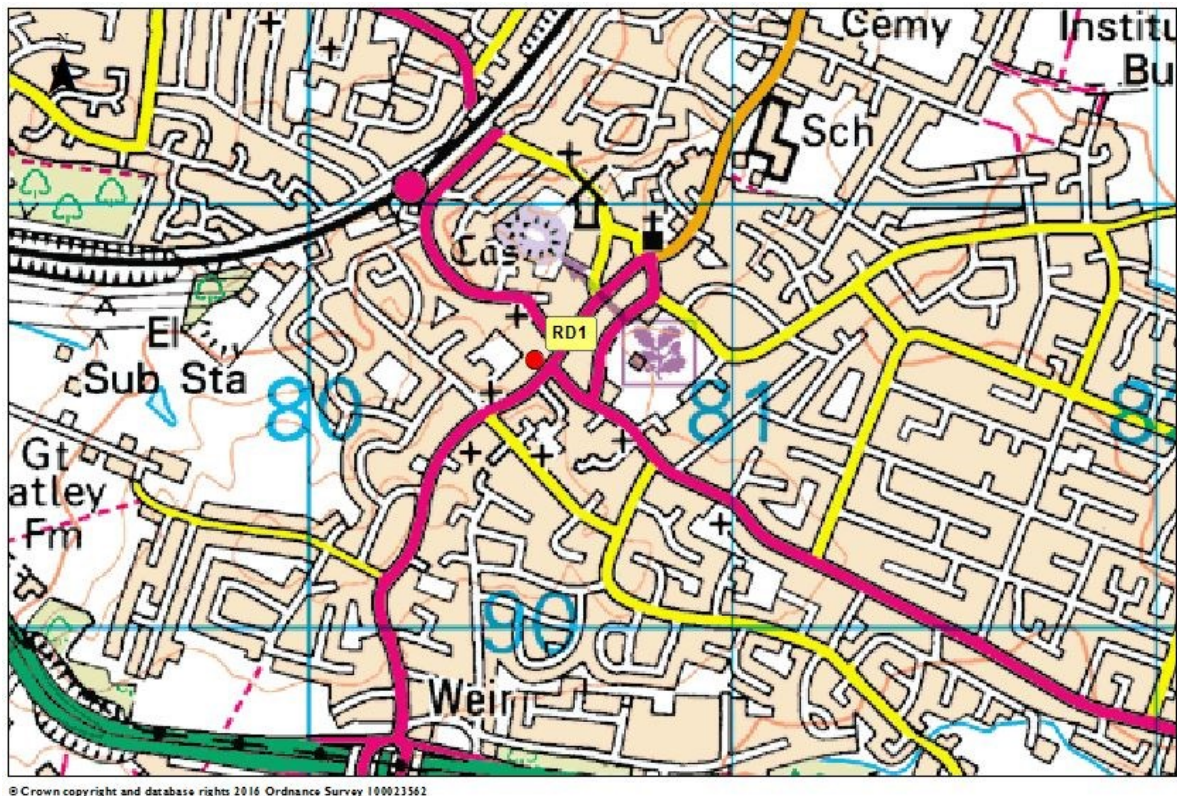 Cemy
Institu
Bu
Sch
Cas
RD1
El
Sub Sta
80
81
Gt
atley
Fm
90
Weir
© Crown copyright and database rights 2016 Ordnance Survey 100023562